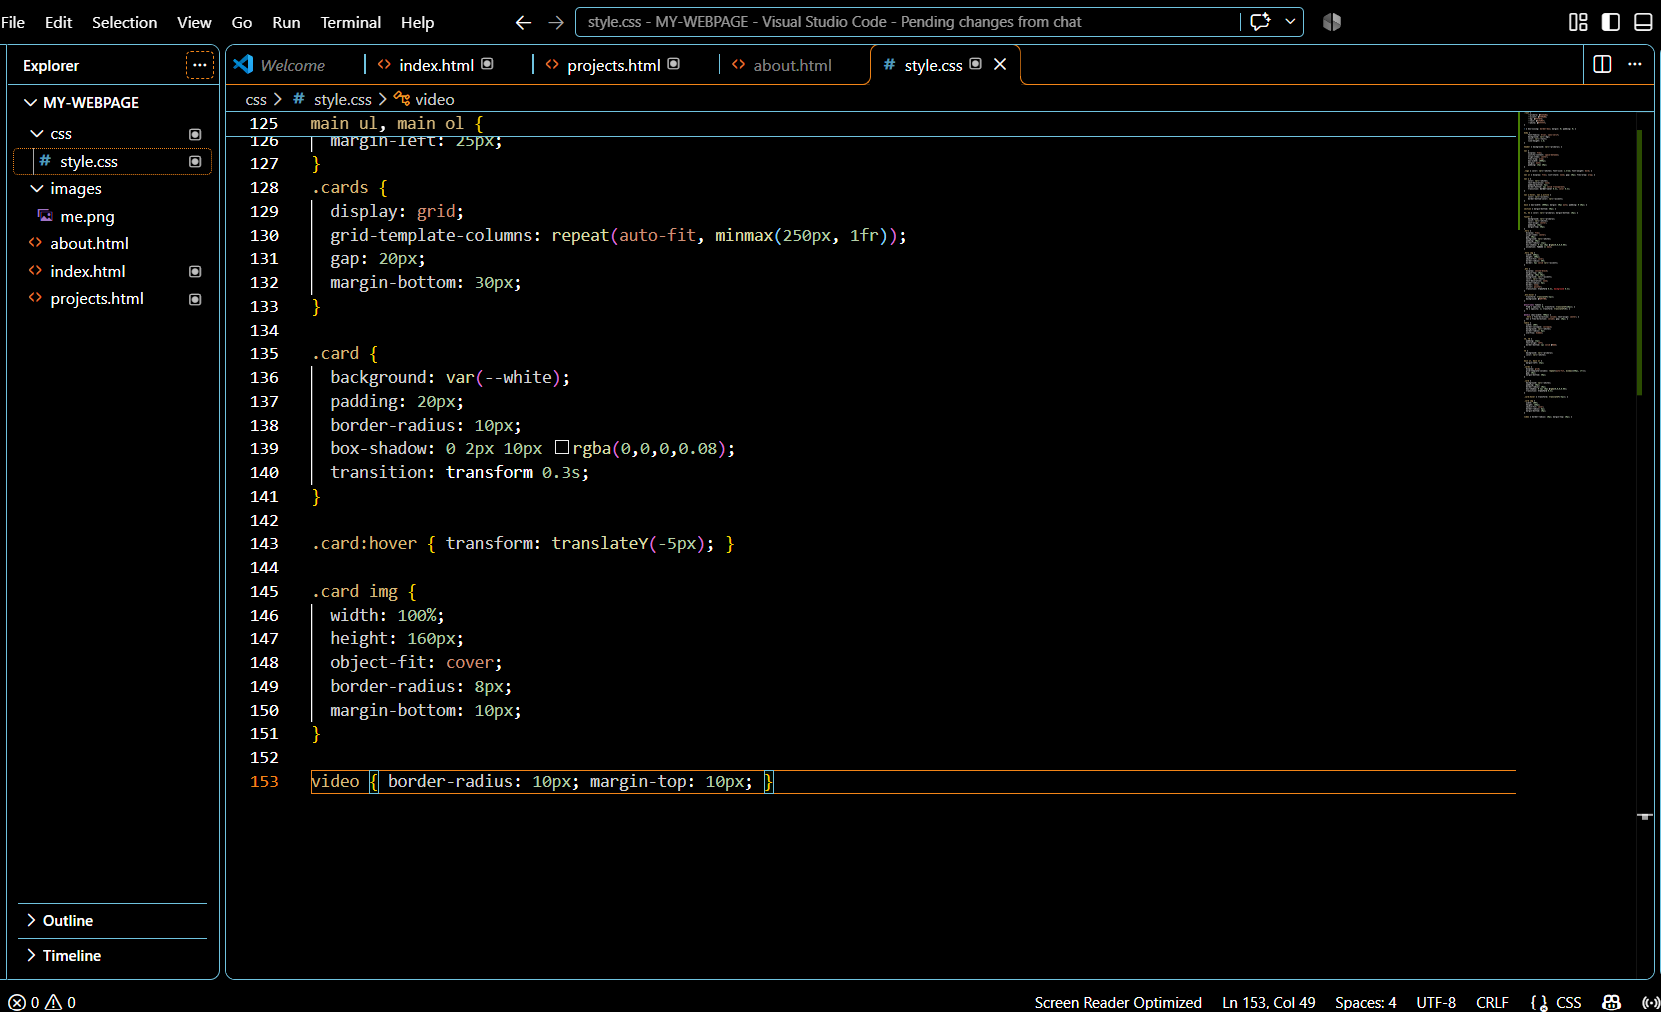 File Edit Selection View Go Run Terminal Help
style.css - MY-WEBPAGE - Visual Studio Code - Pending changes from chat
Explorer
MY-WEBPAGE
css
style.css
images
me.png
about.html
index.html
projects.html
Outline
Timeline
Welcome index.html projects.html about.html style.css
css > style.css > video
125 main ul, main ol {
126 margin-left: 25px;
127 }
128 .cards {
129 display: grid;
130 grid-template-columns: repeat(auto-fit, minmax(250px, 1fr));
131 gap: 20px;
132 margin-bottom: 30px;
133 }
134
135 .card {
136 background: var(--white);
137 padding: 20px;
138 border-radius: 10px;
139 box-shadow: 0 2px 10px rgba(0,0,0,0.08);
140 transition: transform 0.3s;
141 }
142
143 .card:hover { transform: translateY(-5px); }
144
145 .card img {
146 width: 100%;
147 height: 160px;
148 object-fit: cover;
149 border-radius: 8px;
150 margin-bottom: 10px;
151 }
152
153 video { border-radius: 10px; margin-top: 10px; }
0 0
Screen Reader Optimized Ln 153, Col 49 Spaces: 4 UTF-8 CRLF { } CSS